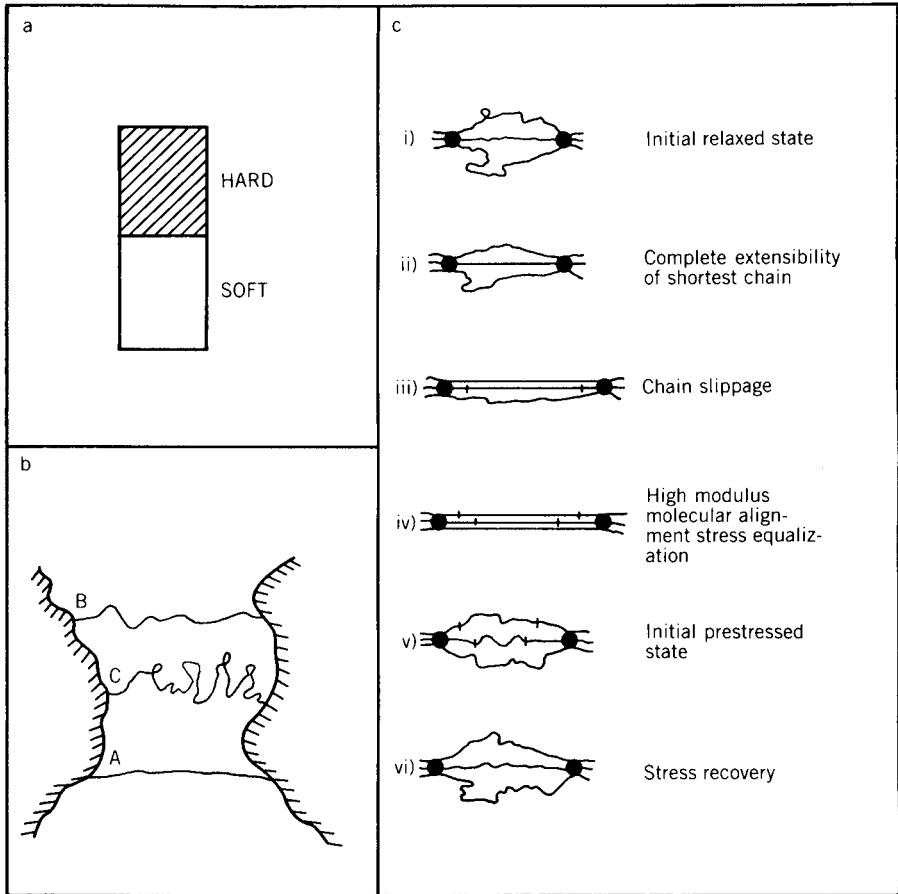 a
HARD
SOFT
b
B
C
A
c
i) Initial relaxed state
ii) Complete extensibility
of shortest chain
iii) Chain slippage
iv) High modulus
molecular align-
ment stress equaliz-
ation
v) Initial prestressed
state
vi) Stress recovery